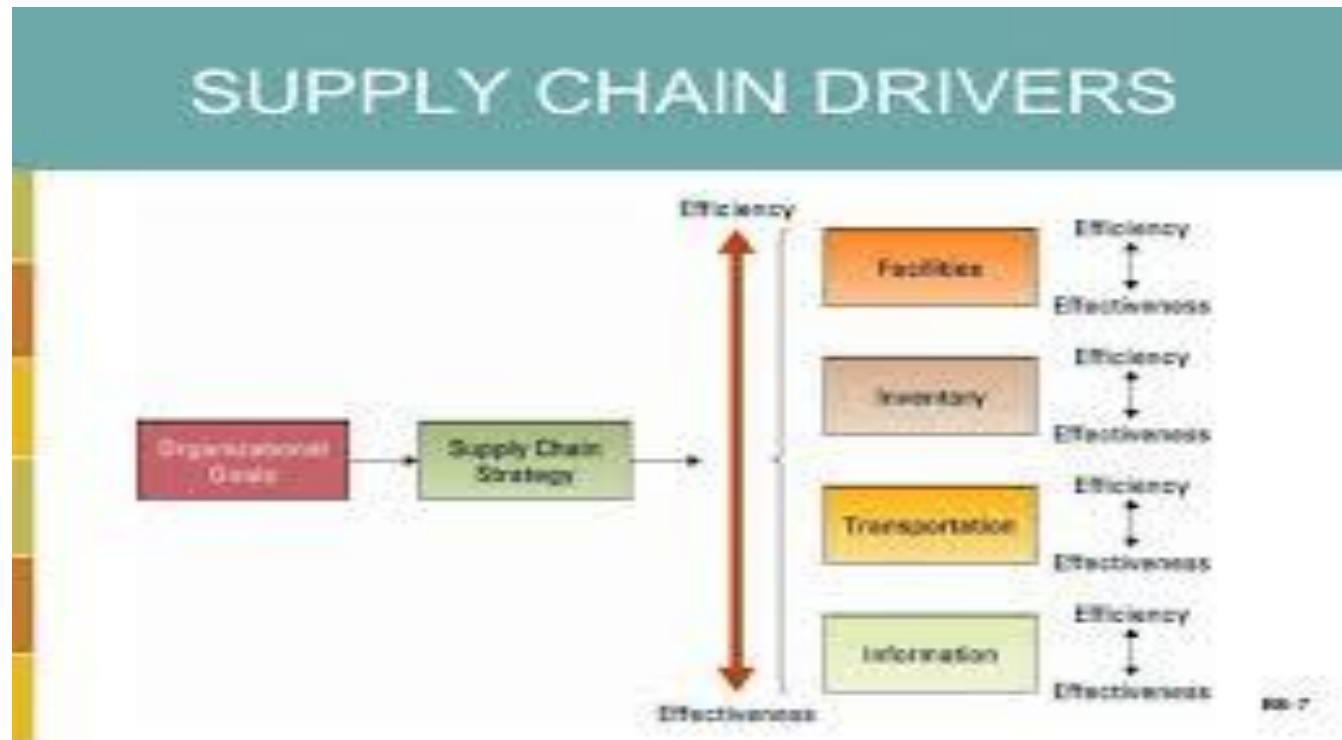 SUPPLY CHAIN DRIVERS
Efficiency
Facilities
Efficiency
Effectiveness
Inventory
Efficiency
Effectiveness
Organizational
Goals
Supply Chain
Strategy
Transportation
Efficiency
Effectiveness
Information
Efficiency
Effectiveness
Effectiveness